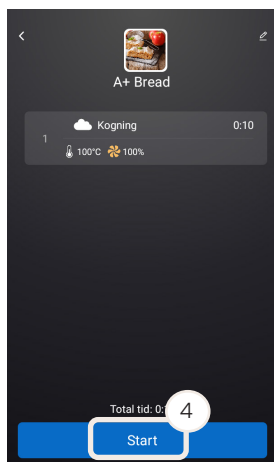 A+ Bread
Kogning 0:10
1
100°C 100%
Total tid: 0:
4
Start